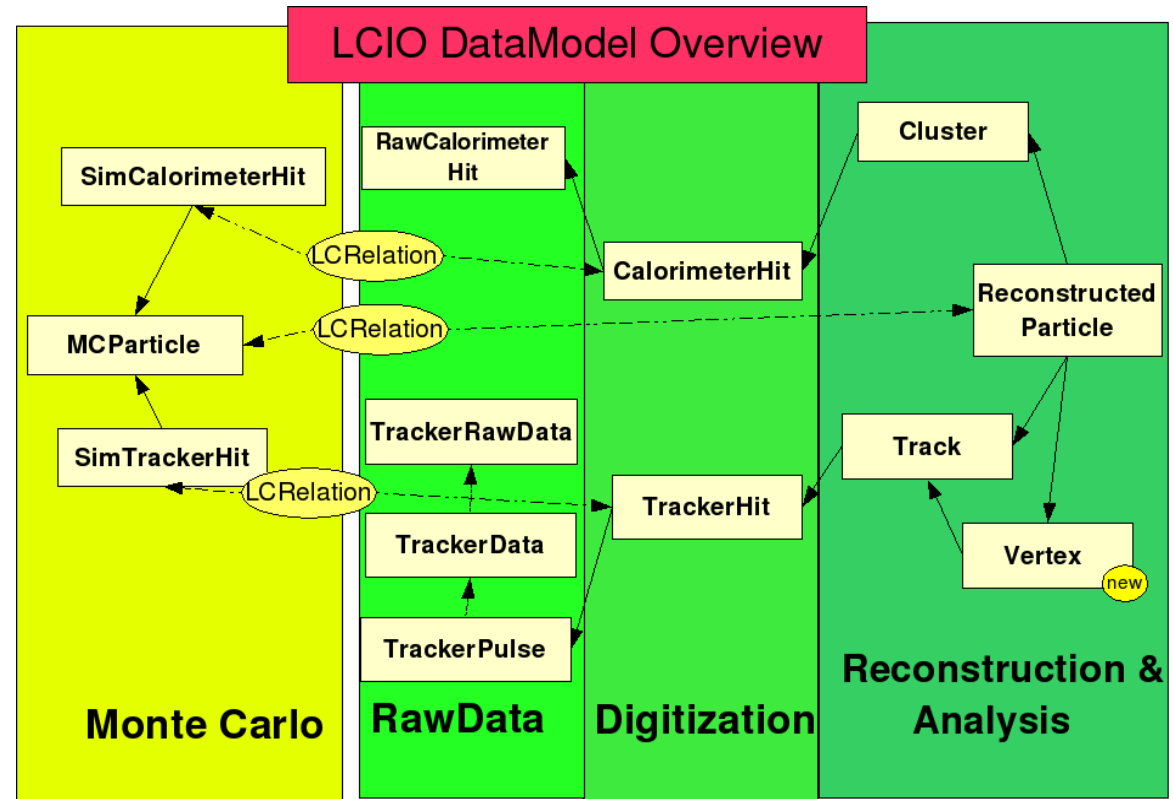 LCIO DataModel Overview
SimCalorimeterHit
MCParticle
SimTrackerHit
LCRelation
LCRelation
LCRelation
Monte Carlo
RawCalorimeter
Hit
TrackerRawData
TrackerData
TrackerPulse
RawData
CalorimeterHit
TrackerHit
Digitization
Cluster
Reconstructed
Particle
Track
Vertex
new
Reconstruction &
Analysis